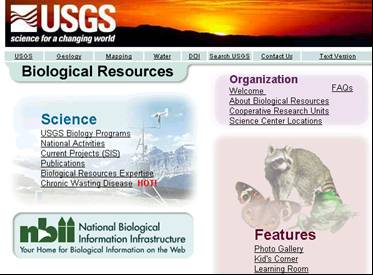 USGS
science for a changing world
USGS Geology Mapping Water DOI Search USGS Contact Us Text Version
Biological Resources
Science
USGS Biology Programs
National Activities
Current Projects (SIS)
Publications
Biological Resources Expertise
Chronic Wasting Disease HOT!
nbii National Biological
Information Infrastructure
Your Home for Biological Information on the Web
Organization
Welcome FAQs
About Biological Resources
Cooperative Research Units
Science Center Locations
Features
Photo Gallery
Kid's Corner
Learning Room